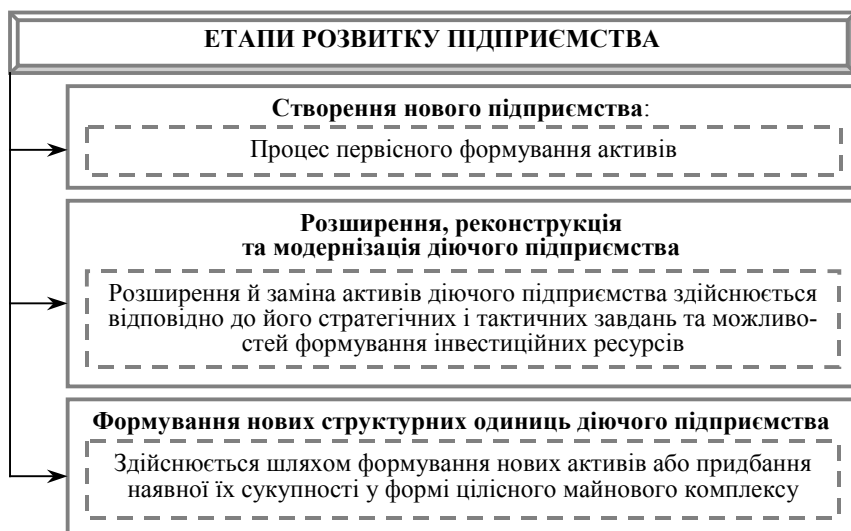 ЕТАПИ РОЗВИТКУ ПІДПРИЄМСТВА
Створення нового підприємства:
Процес первісного формування активів
Розширення, реконструкція
та модернізація діючого підприємства
Розширення й заміна активів діючого підприємства здійснюється
відповідно до його стратегічних і тактичних завдань та можливо-
стей формування інвестиційних ресурсів
Формування нових структурних одиниць діючого підприємства
Здійснюється шляхом формування нових активів або придбання
наявної їх сукупності у формі цілісного майнового комплексу